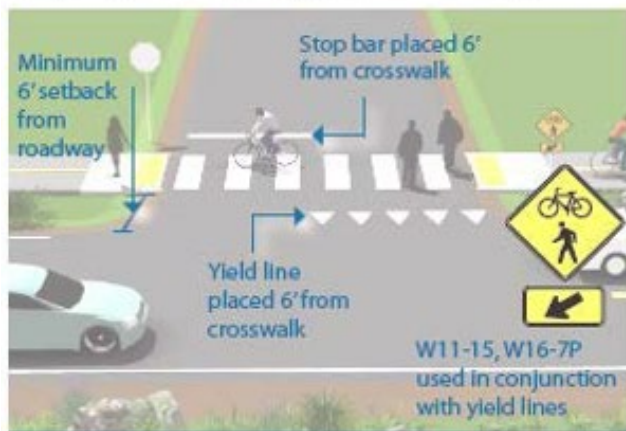 Minimum
6' setback
from
roadway
Stop bar placed 6'
from crosswalk
Yield line
placed 6' from
crosswalk
W11-15, W16-7P
used in conjunction
with yield lines